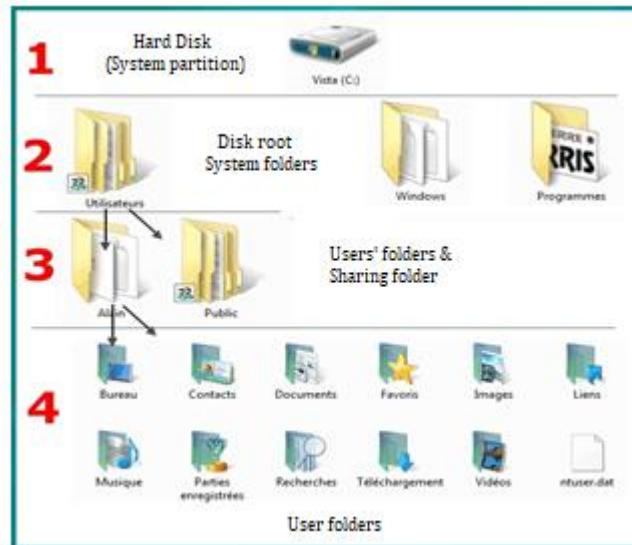 1
Hard Disk
(System partition)
Vista (C:)
2
Disk root
System folders
Utilisateurs
Windows
Programmes
3
Users' folders &
Sharing folder
Public
4
Bureau
Contacts
Documents
Favoris
Images
Liens
Musique
Parties
enregistrées
Recherches
Téléchargement
Vidéos
ntuser.dat
User folders